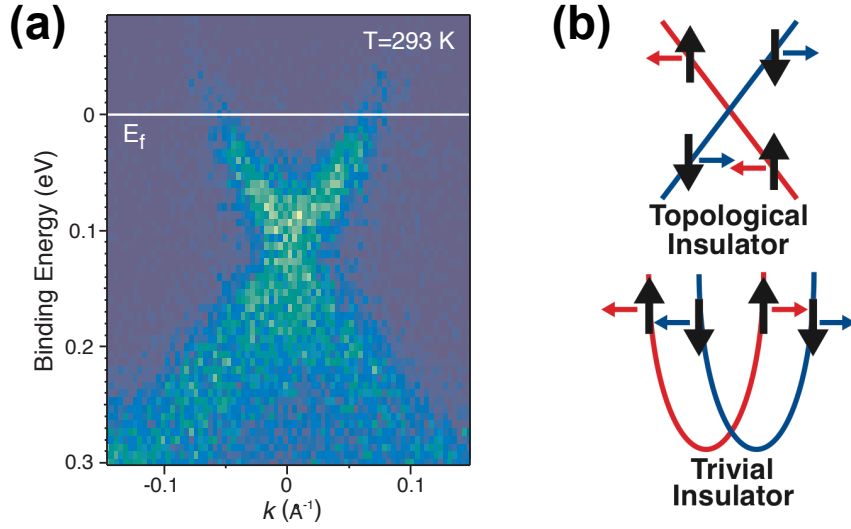 (a)
T=293 K
0
E_f
0.1
0.2
0.3
Binding Energy (eV)
-0.1
0
0.1
k (Å⁻¹)
(b)
Topological
Insulator
Trivial
Insulator